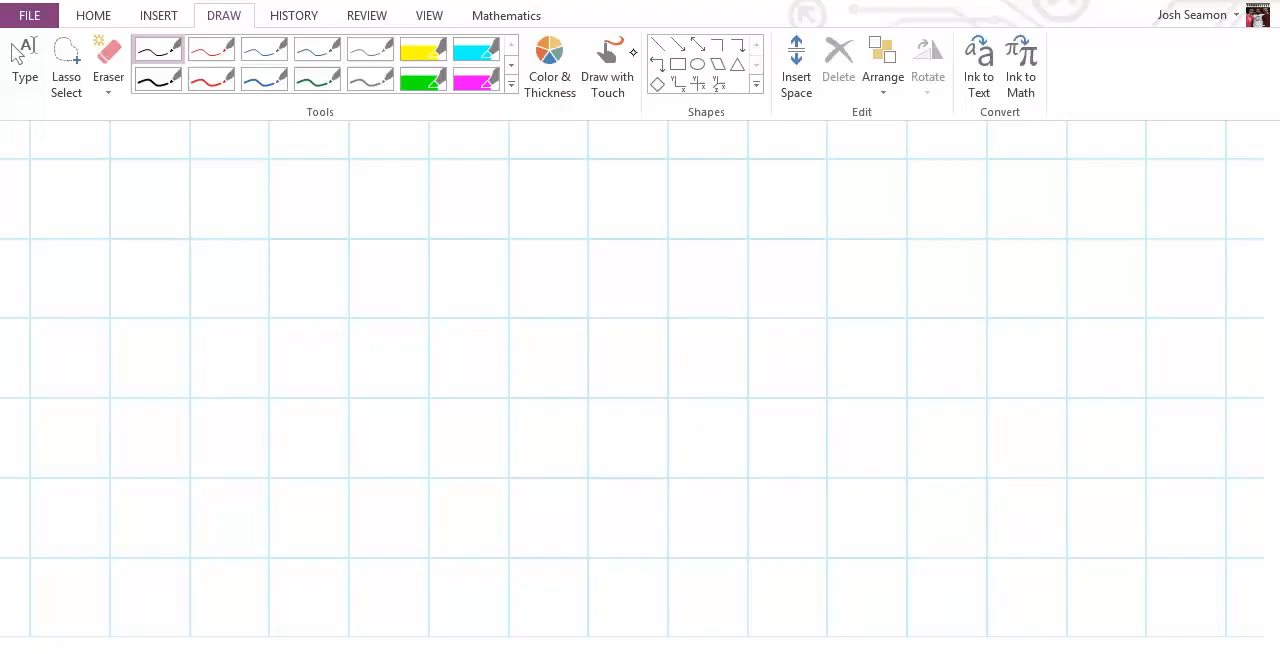 FILE HOME INSERT DRAW HISTORY REVIEW VIEW Mathematics Josh Seamon
Type Lasso Select Eraser Color & Thickness Draw with Touch Insert Space Delete Arrange Rotate Ink to Text Ink to Math
Tools Shapes Edit Convert